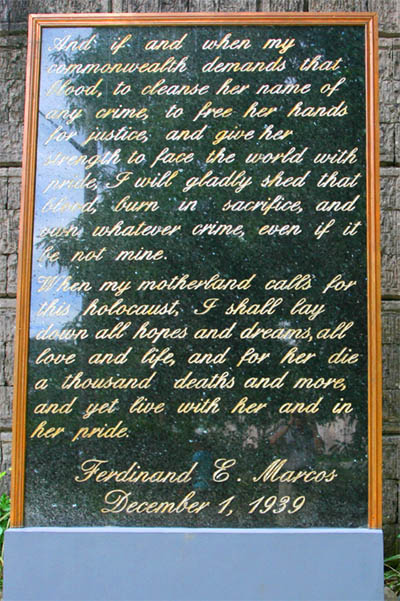 And if and when my
commonwealth demands that
blood, to cleanse her name of
any crime, to free her hands
for justice, and give her
strength to face the world with
pride, I will gladly shed that
blood, burn in sacrifice, and
own whatever crime, even if it
be not mine.
When my motherland calls for
this holocaust, I shall lay
down all hopes and dreams, all
love and life, and for her die
a thousand deaths and more,
and yet live with her and in
her pride.
Ferdinand E. Marcos
December 1, 1939